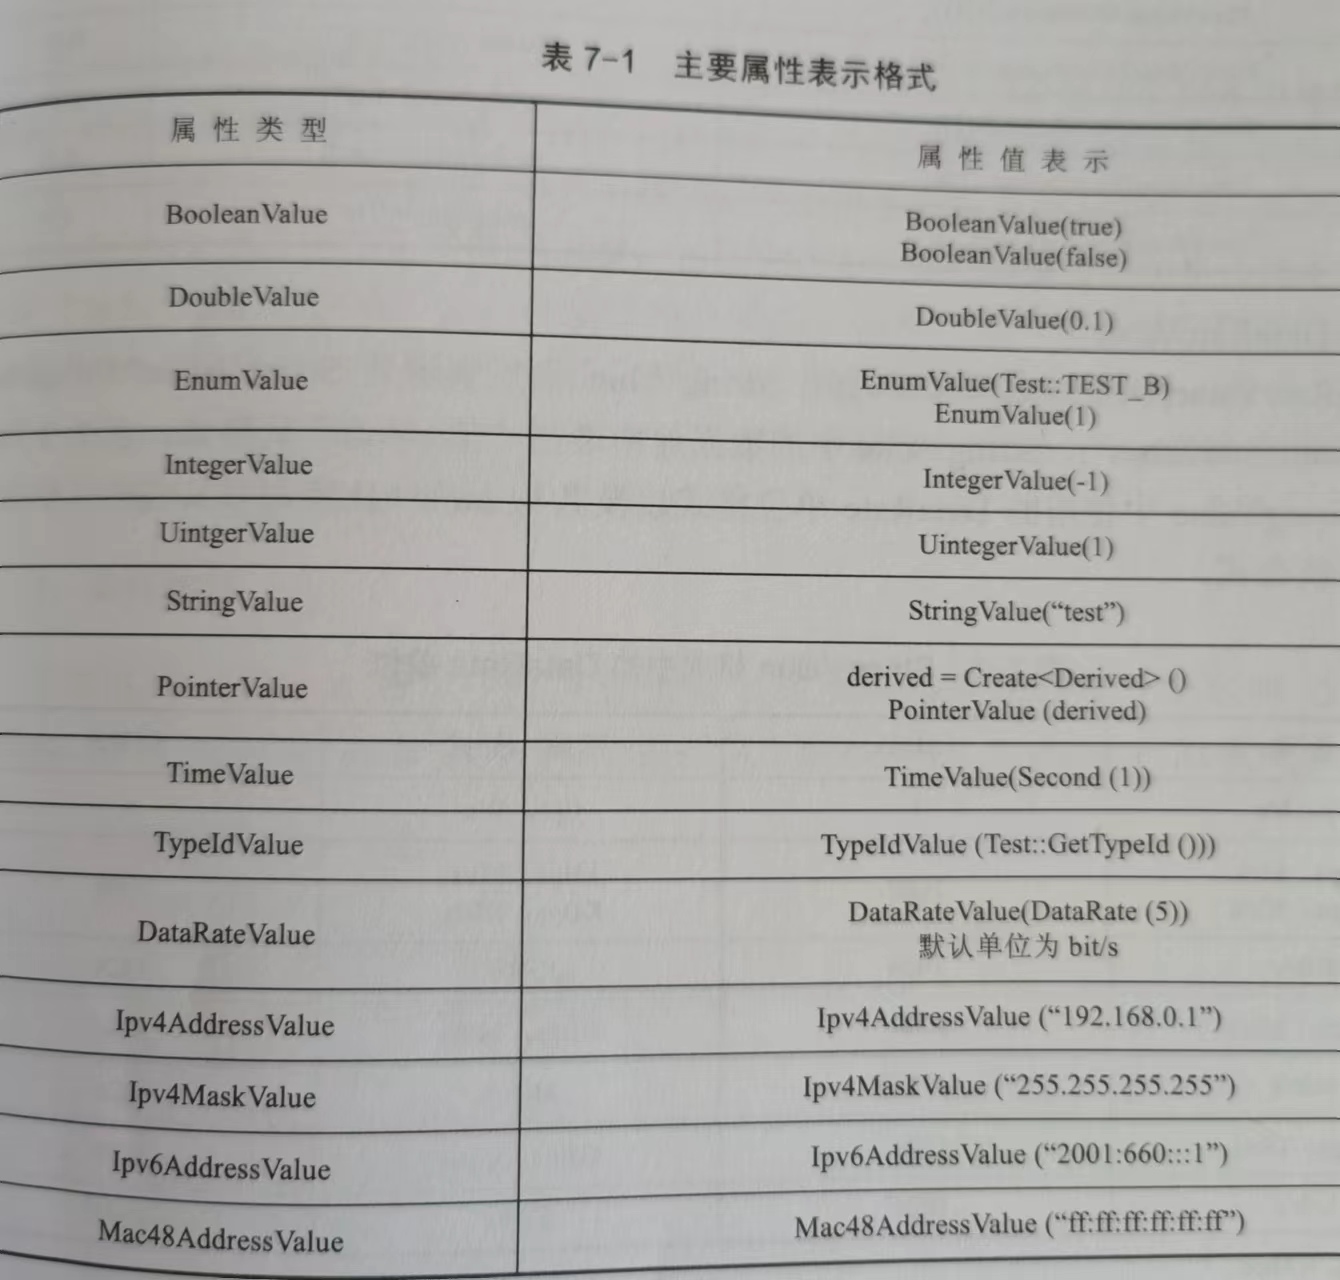 表 7-1 主要属性表示格式
属性类型 属性值表示
BooleanValue BooleanValue(true)
BooleanValue(false)
DoubleValue DoubleValue(0.1)
EnumValue EnumValue(Test::TEST_B)
EnumValue(1)
IntegerValue IntegerValue(-1)
UintgerValue UintegerValue(1)
StringValue StringValue(“test”)
PointerValue derived = Create<Derived> ()
PointerValue (derived)
TimeValue TimeValue(Second (1))
TypeIdValue TypeIdValue (Test::GetTypeId ()))
DataRateValue DataRateValue(DataRate (5))
默认单位为 bit/s
Ipv4AddressValue Ipv4AddressValue (“192.168.0.1”)
Ipv4MaskValue Ipv4MaskValue (“255.255.255.255”)
Ipv6AddressValue Ipv6AddressValue (“2001:660:::1”)
Mac48AddressValue Mac48AddressValue (“ff:ff:ff:ff:ff:ff”)